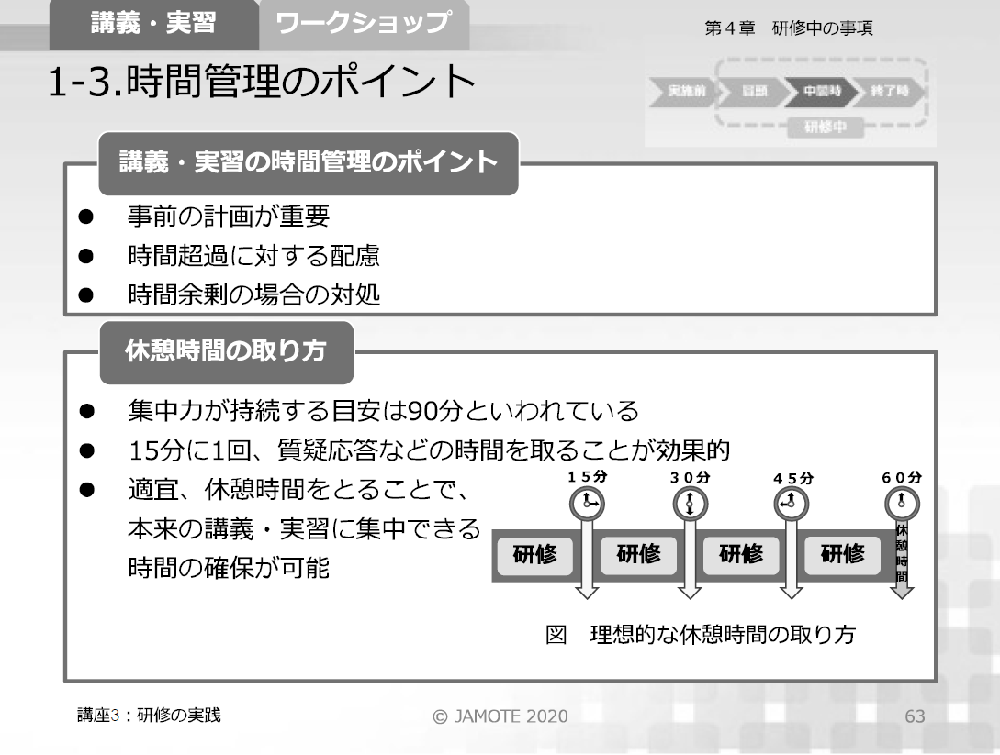 講義・実習
ワークショップ
第４章　研修中の事項
1-3.時間管理のポイント
実施前
冒頭
中間時
終了時
研修中
講義・実習の時間管理のポイント
● 事前の計画が重要
● 時間超過に対する配慮
● 時間余剰の場合の対処
休憩時間の取り方
● 集中力が持続する目安は90分といわれている
● 15分に1回、質疑応答などの時間を取ることが効果的
● 適宜、休憩時間をとることで、
本来の講義・実習に集中できる
時間の確保が可能
１５分
３０分
４５分
６０分
研修
研修
研修
研修
休憩時間
図　理想的な休憩時間の取り方
講座3：研修の実践
© JAMOTE 2020
63